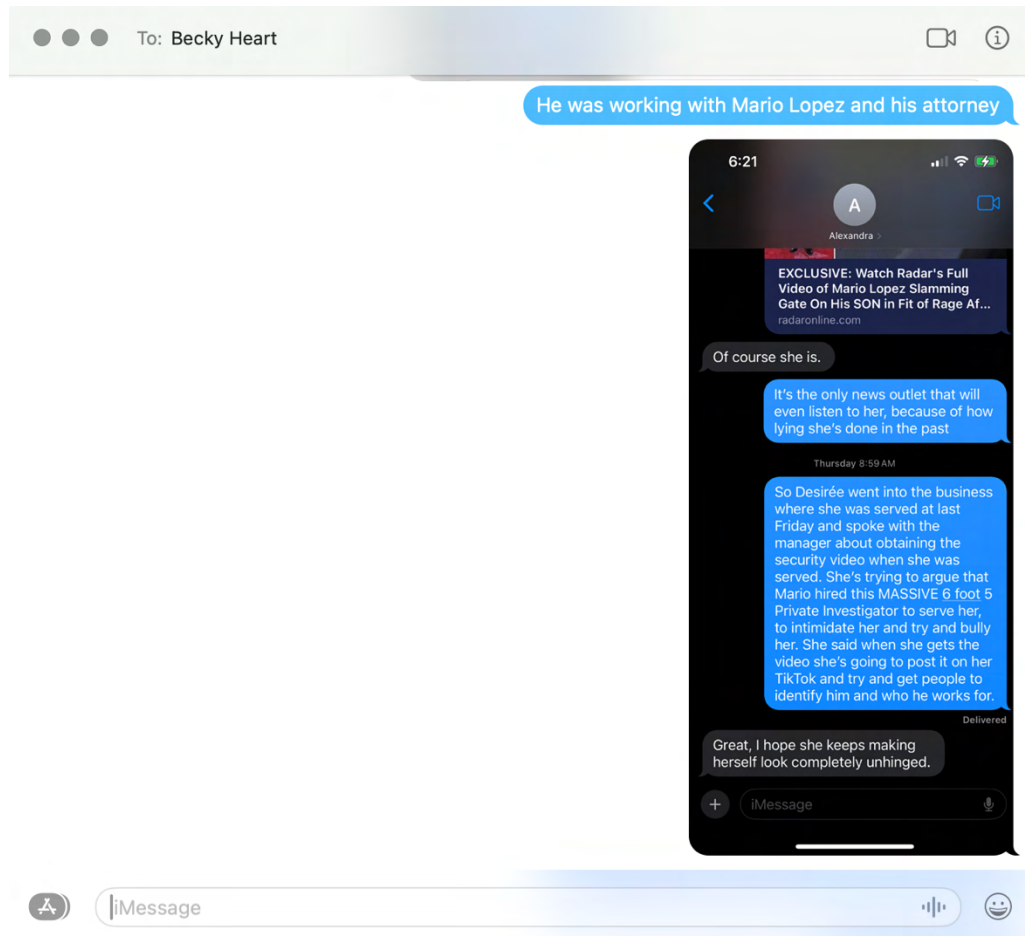 To: Becky Heart
He was working with Mario Lopez and his attorney
6:21
A
Alexandra
EXCLUSIVE: Watch Radar's Full
Video of Mario Lopez Slamming
Gate On His SON in Fit of Rage Af...
radaronline.com
Of course she is.
It's the only news outlet that will
even listen to her, because of how
lying she's done in the past
Thursday 8:59 AM
So Desirée went into the business
where she was served at last
Friday and spoke with the
manager about obtaining the
security video when she was
served. She's trying to argue that
Mario hired this MASSIVE 6 foot 5
Private Investigator to serve her,
to intimidate her and try and bully
her. She said when she gets the
video she's going to post it on her
TikTok and try and get people to
identify him and who he works for.
Delivered
Great, I hope she keeps making
herself look completely unhinged.
iMessage
iMessage